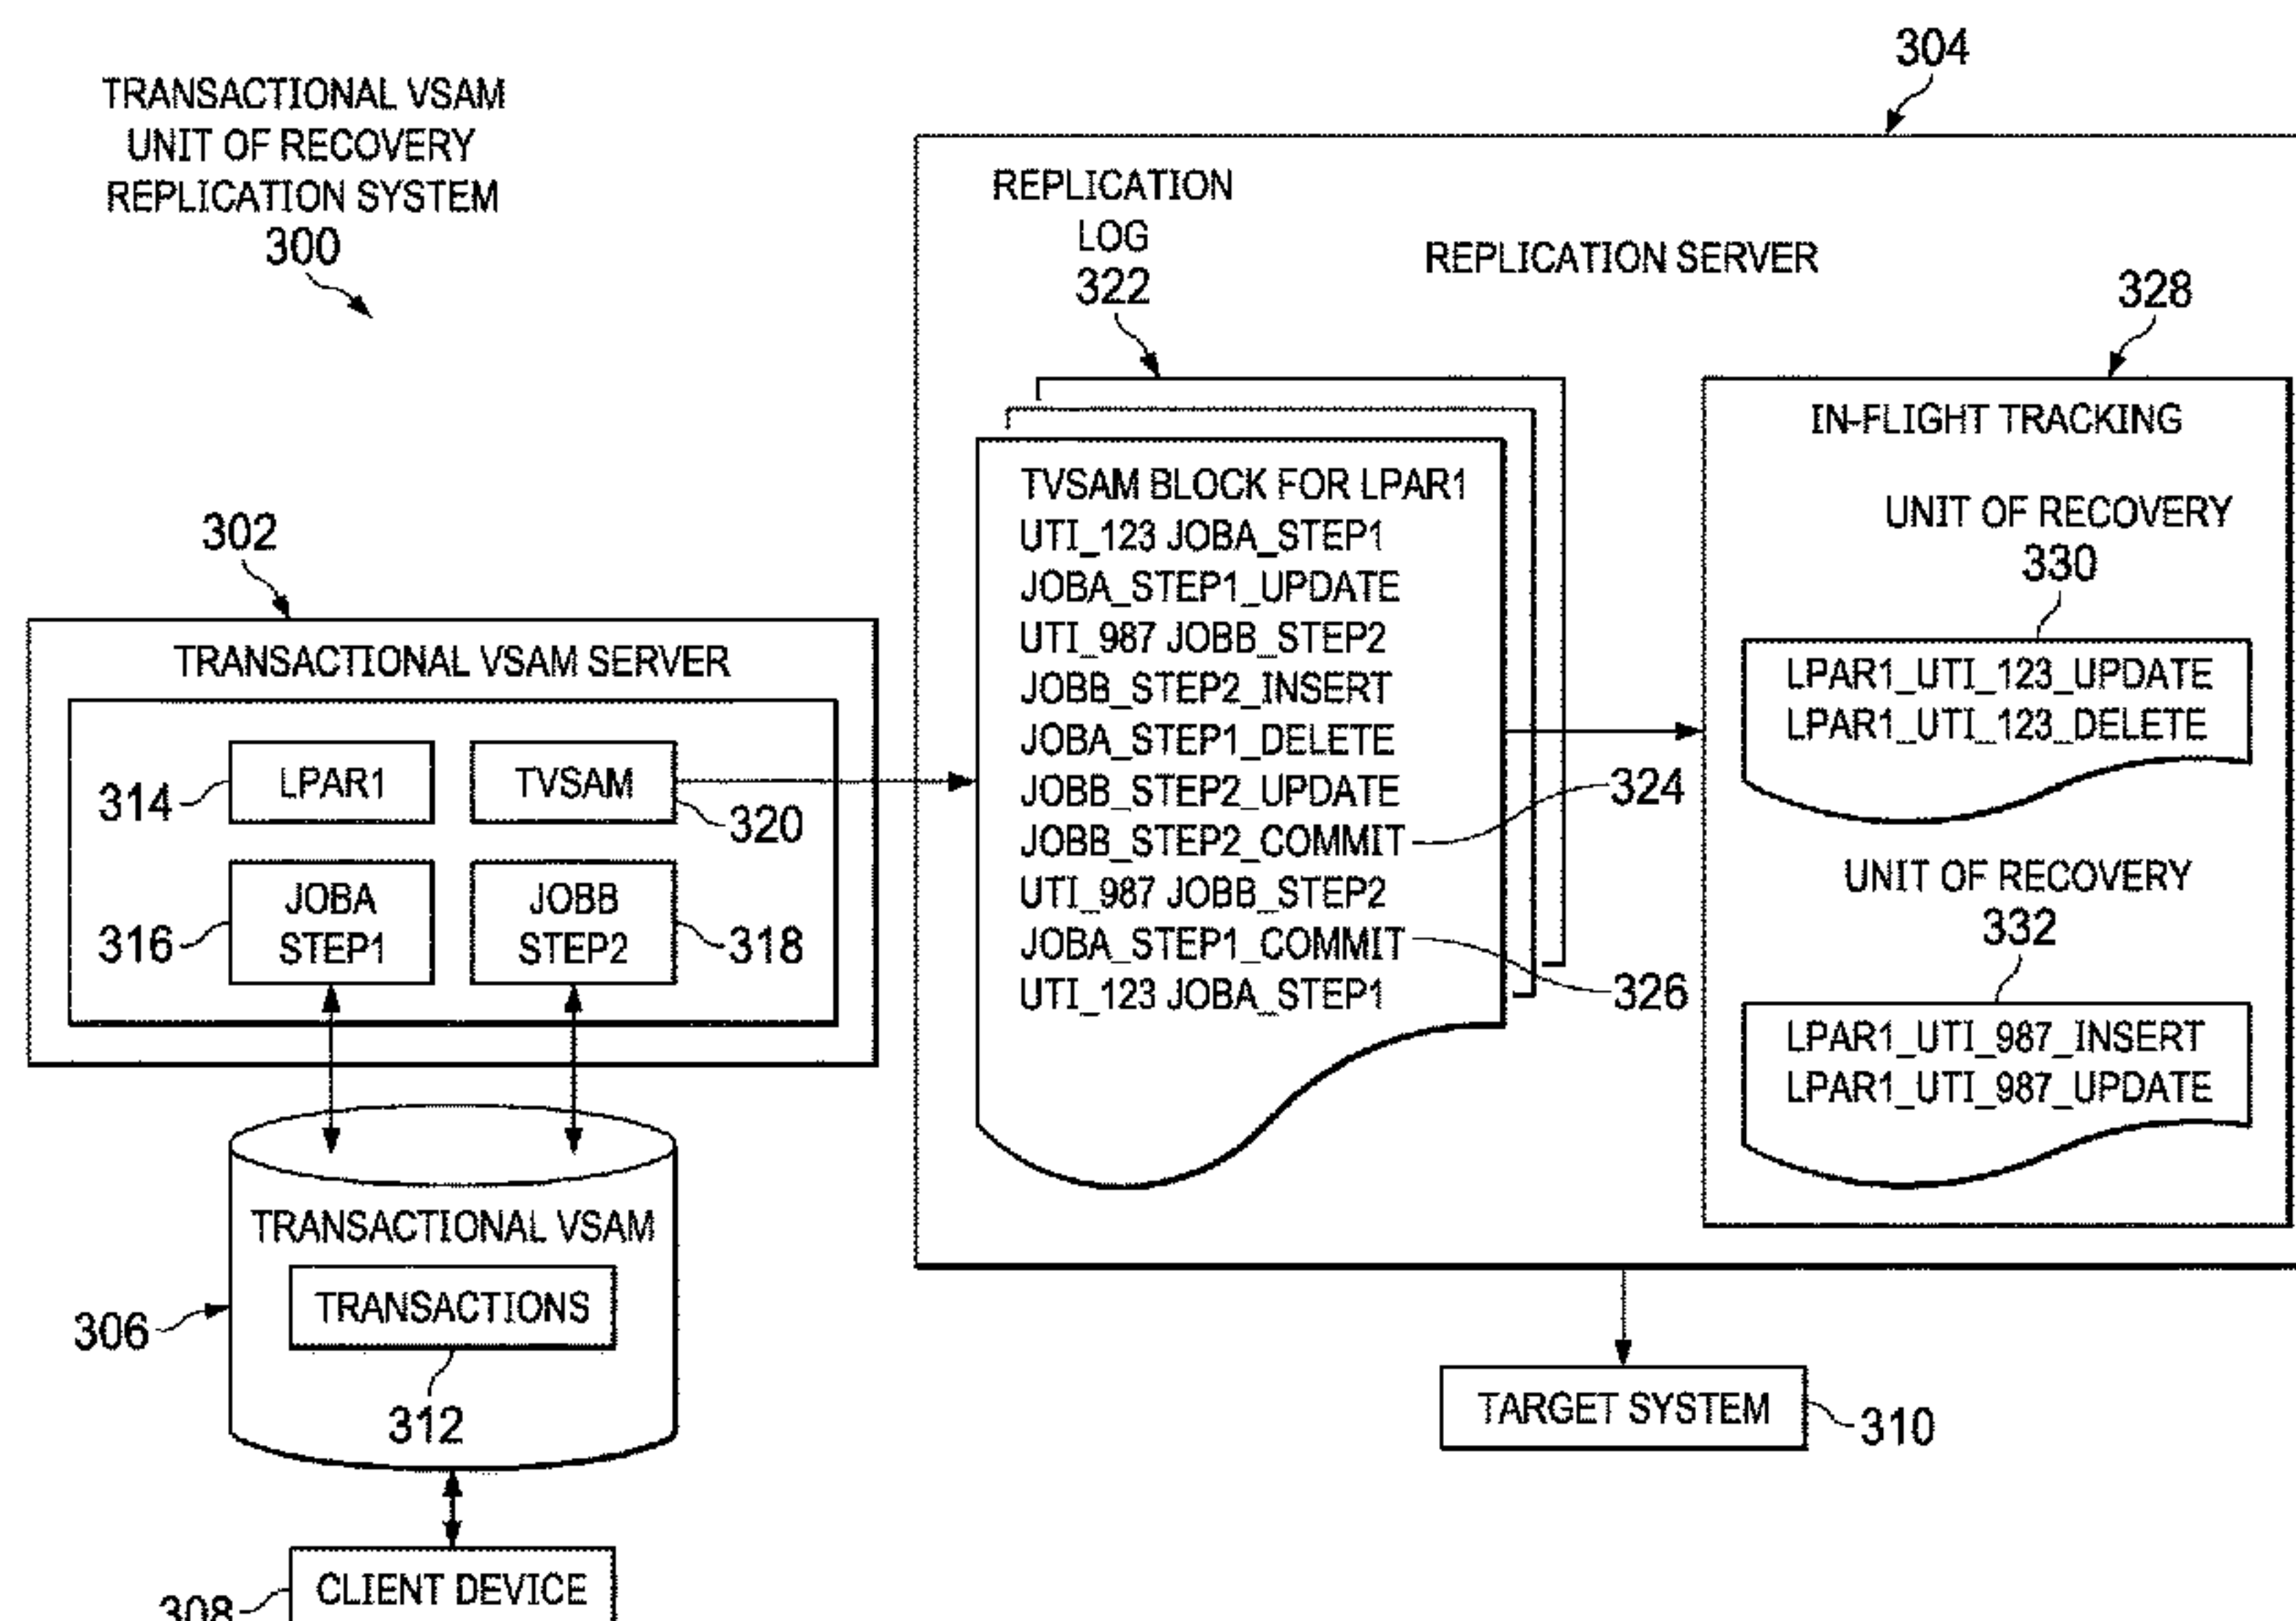 TRANSACTIONAL VSAM
UNIT OF RECOVERY
REPLICATION SYSTEM
300
304
REPLICATION
LOG
322
REPLICATION SERVER
328
IN-FLIGHT TRACKING
TVSAM BLOCK FOR LPAR1
UTI_123 JOBA_STEP1
JOBA_STEP1_UPDATE
UTI_987 JOBB_STEP2
JOBB_STEP2_INSERT
JOBA_STEP1_DELETE
JOBB_STEP2_UPDATE
JOBB_STEP2_COMMIT
UTI_987 JOBB_STEP2
JOBA_STEP1_COMMIT
UTI_123 JOBA_STEP1
324
326
UNIT OF RECOVERY
330
LPAR1_UTI_123_UPDATE
LPAR1_UTI_123_DELETE
UNIT OF RECOVERY
332
LPAR1_UTI_987_INSERT
LPAR1_UTI_987_UPDATE
302
TRANSACTIONAL VSAM SERVER
314
LPAR1
TVSAM
320
316
JOBA
STEP1
JOBB
STEP2
318
TRANSACTIONAL VSAM
TRANSACTIONS
306
312
TARGET SYSTEM
310
CLIENT DEVICE
308